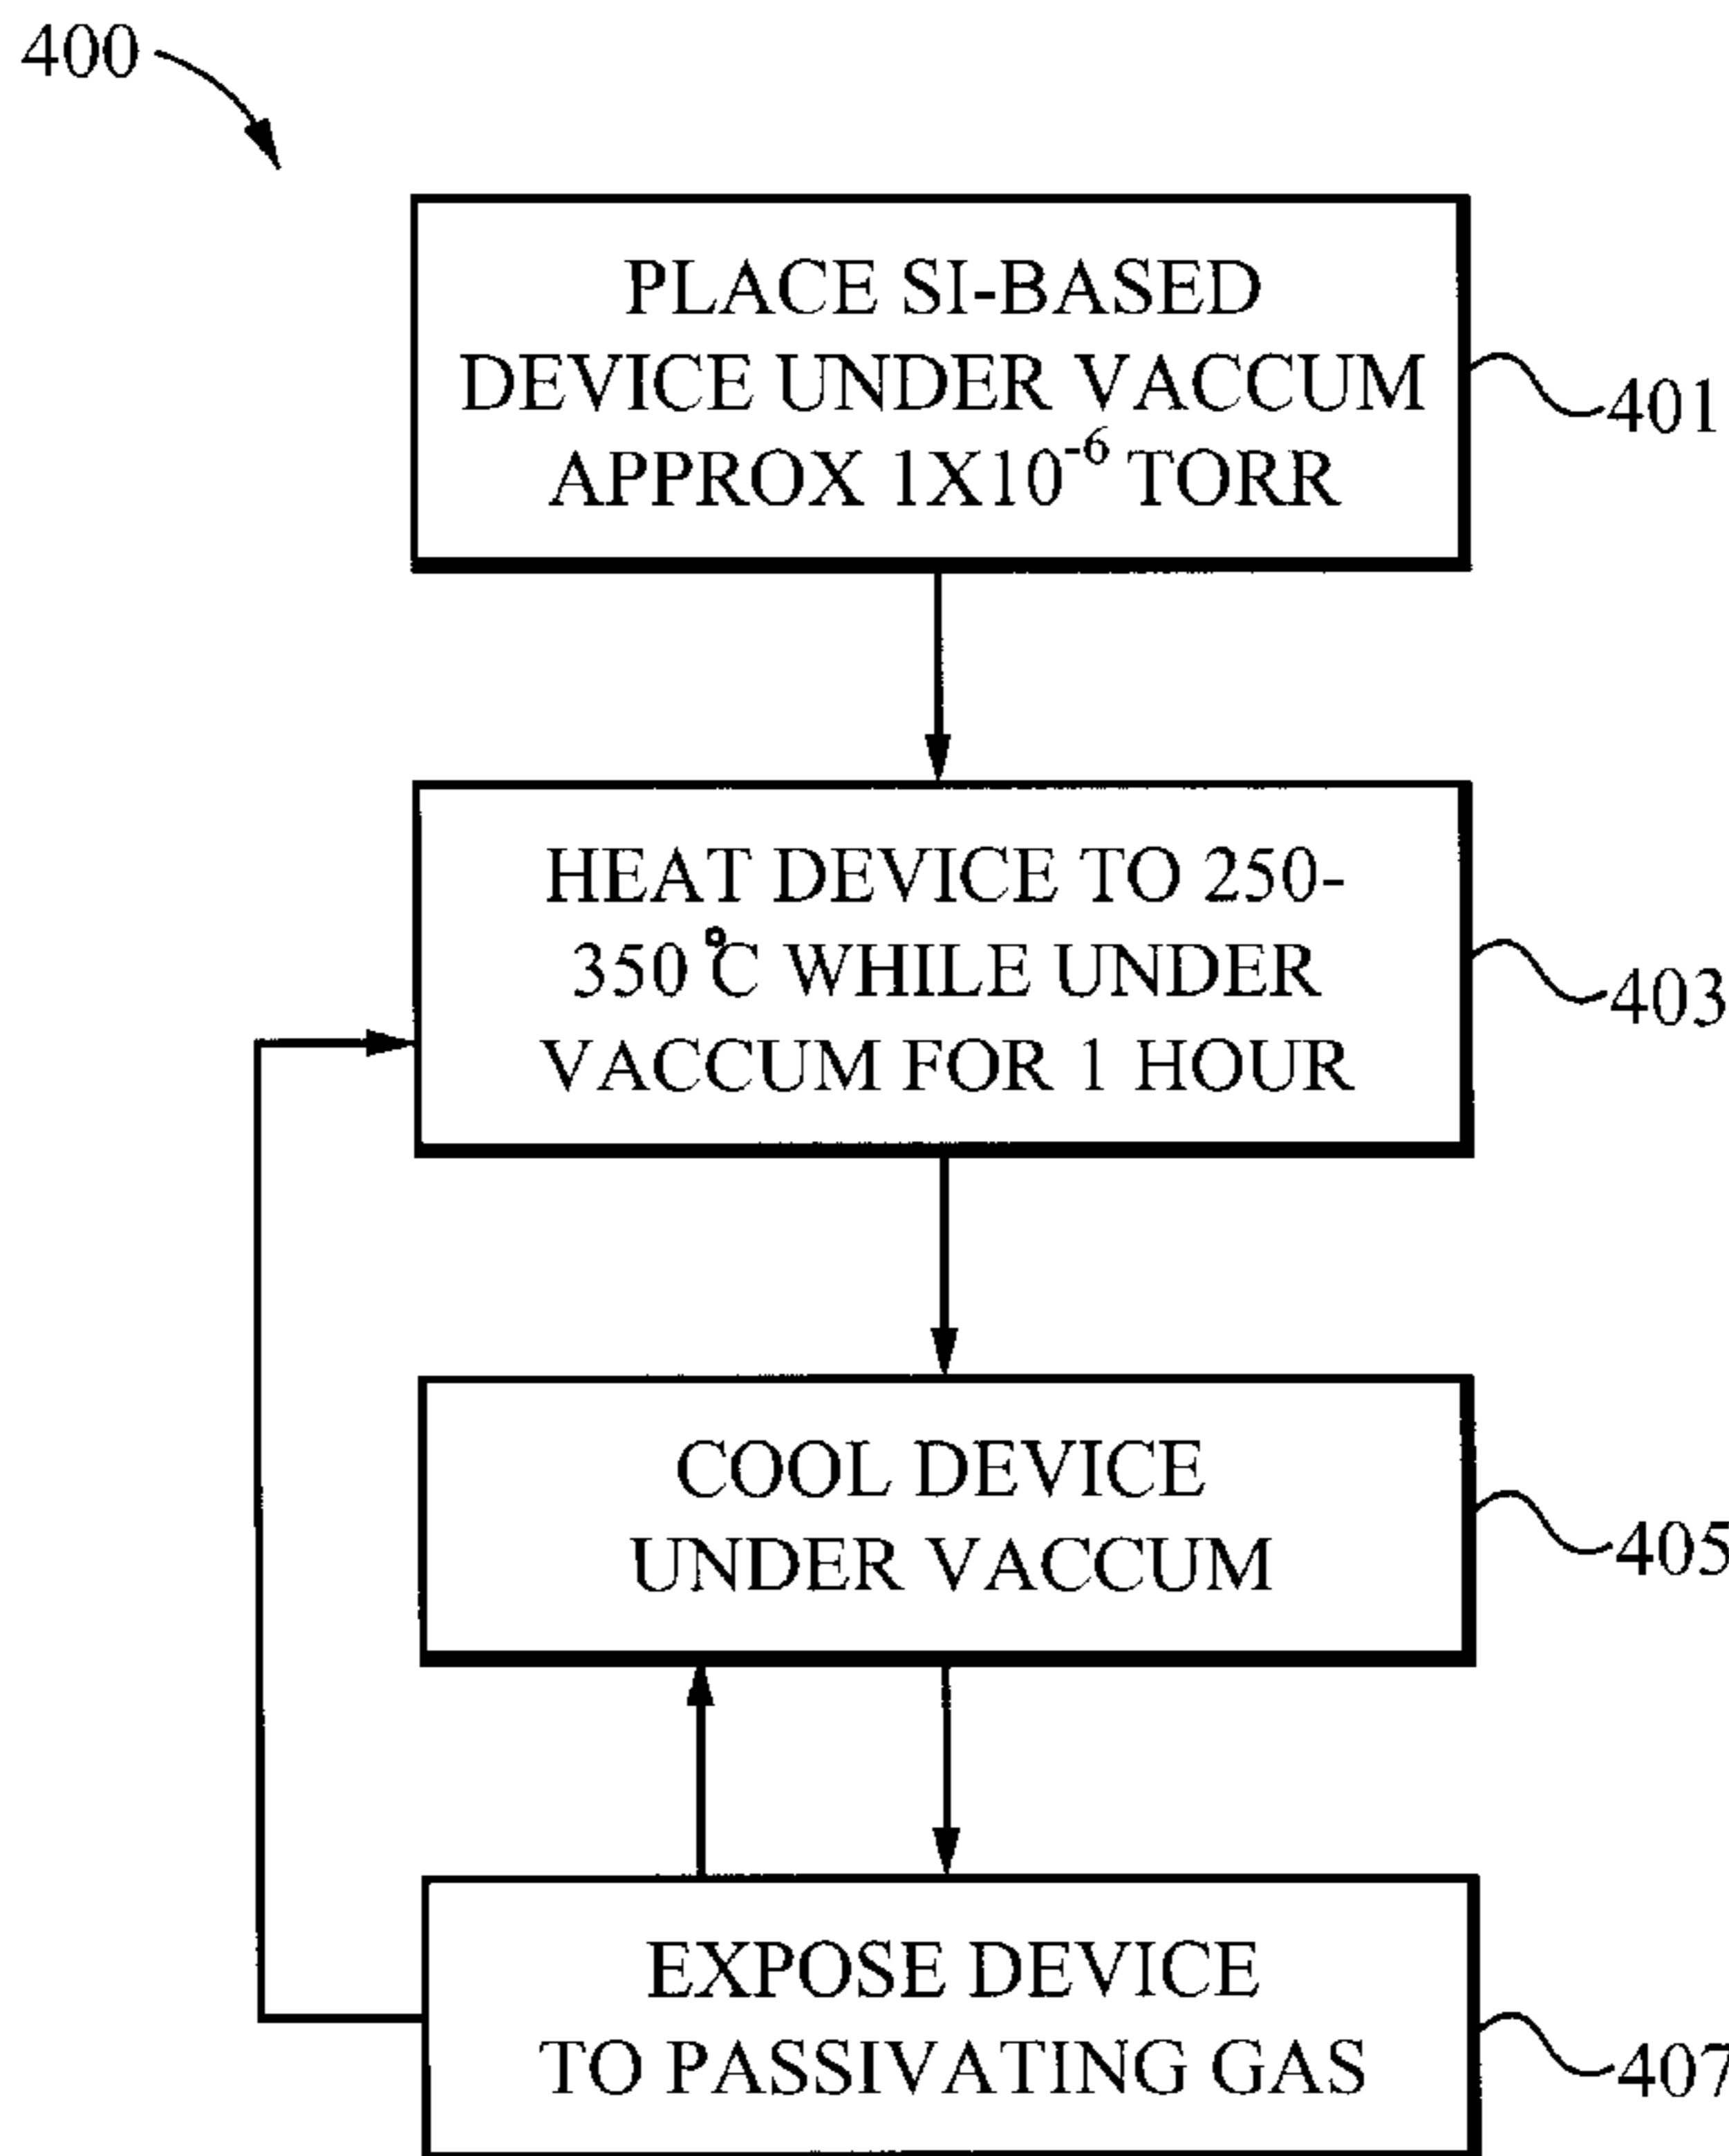 400
PLACE SI-BASED
DEVICE UNDER VACCUM
APPROX 1X10⁻⁶ TORR
401
HEAT DEVICE TO 250-
350°C WHILE UNDER
VACCUM FOR 1 HOUR
403
COOL DEVICE
UNDER VACCUM
405
EXPOSE DEVICE
TO PASSIVATING GAS
407